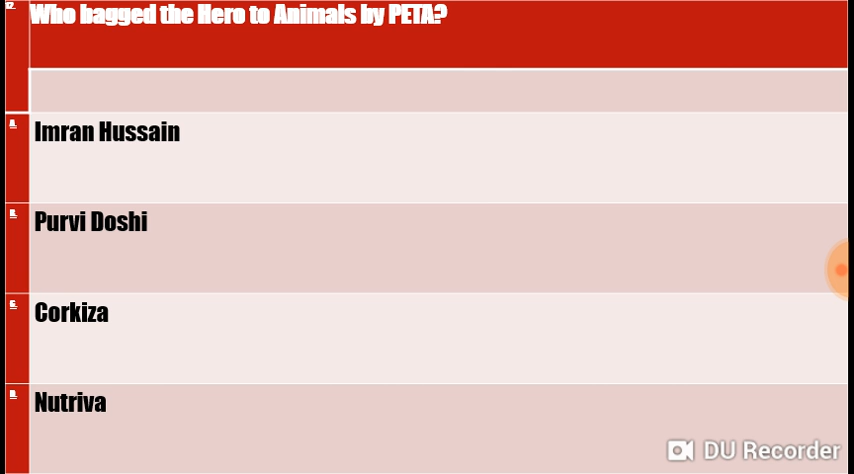 Who bagged the Hero to Animals by PETA?
Imran Hussain
Purvi Doshi
Corkiza
Nutriva
DU Recorder